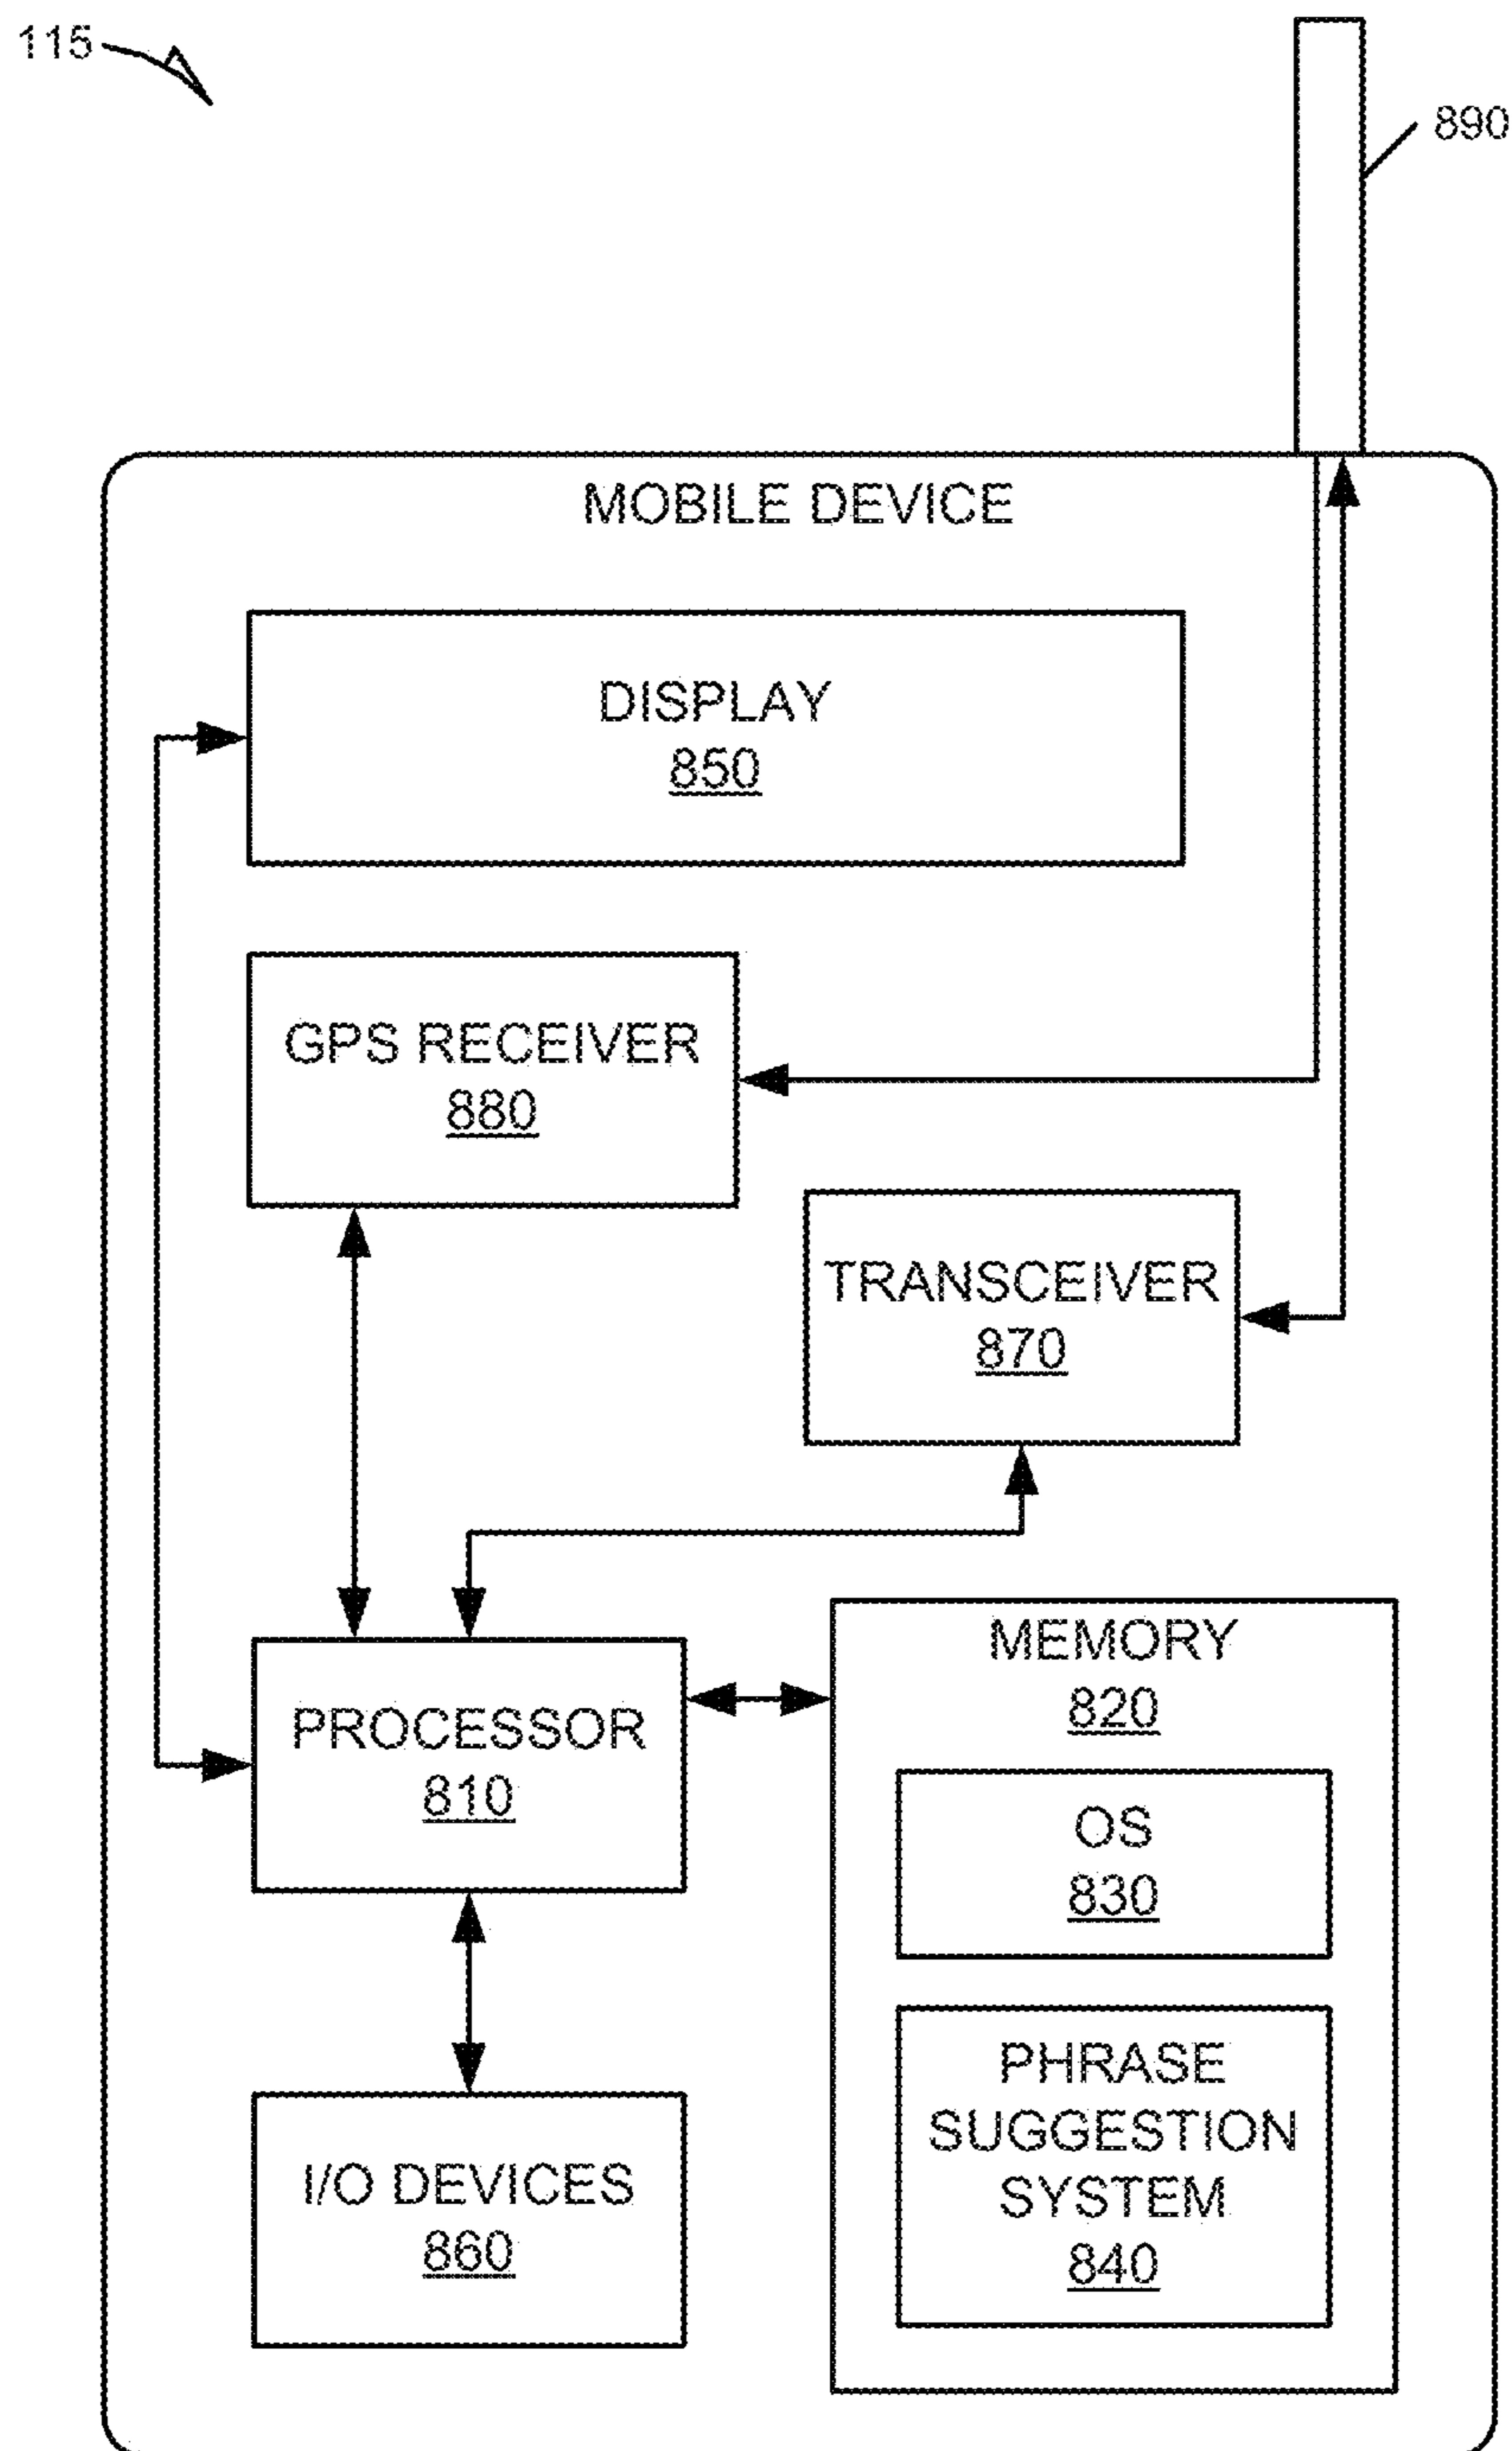 115
890
MOBILE DEVICE
DISPLAY
850
GPS RECEIVER
880
TRANSCEIVER
870
PROCESSOR
810
MEMORY
820
OS
830
PHRASE
SUGGESTION
SYSTEM
840
I/O DEVICES
860